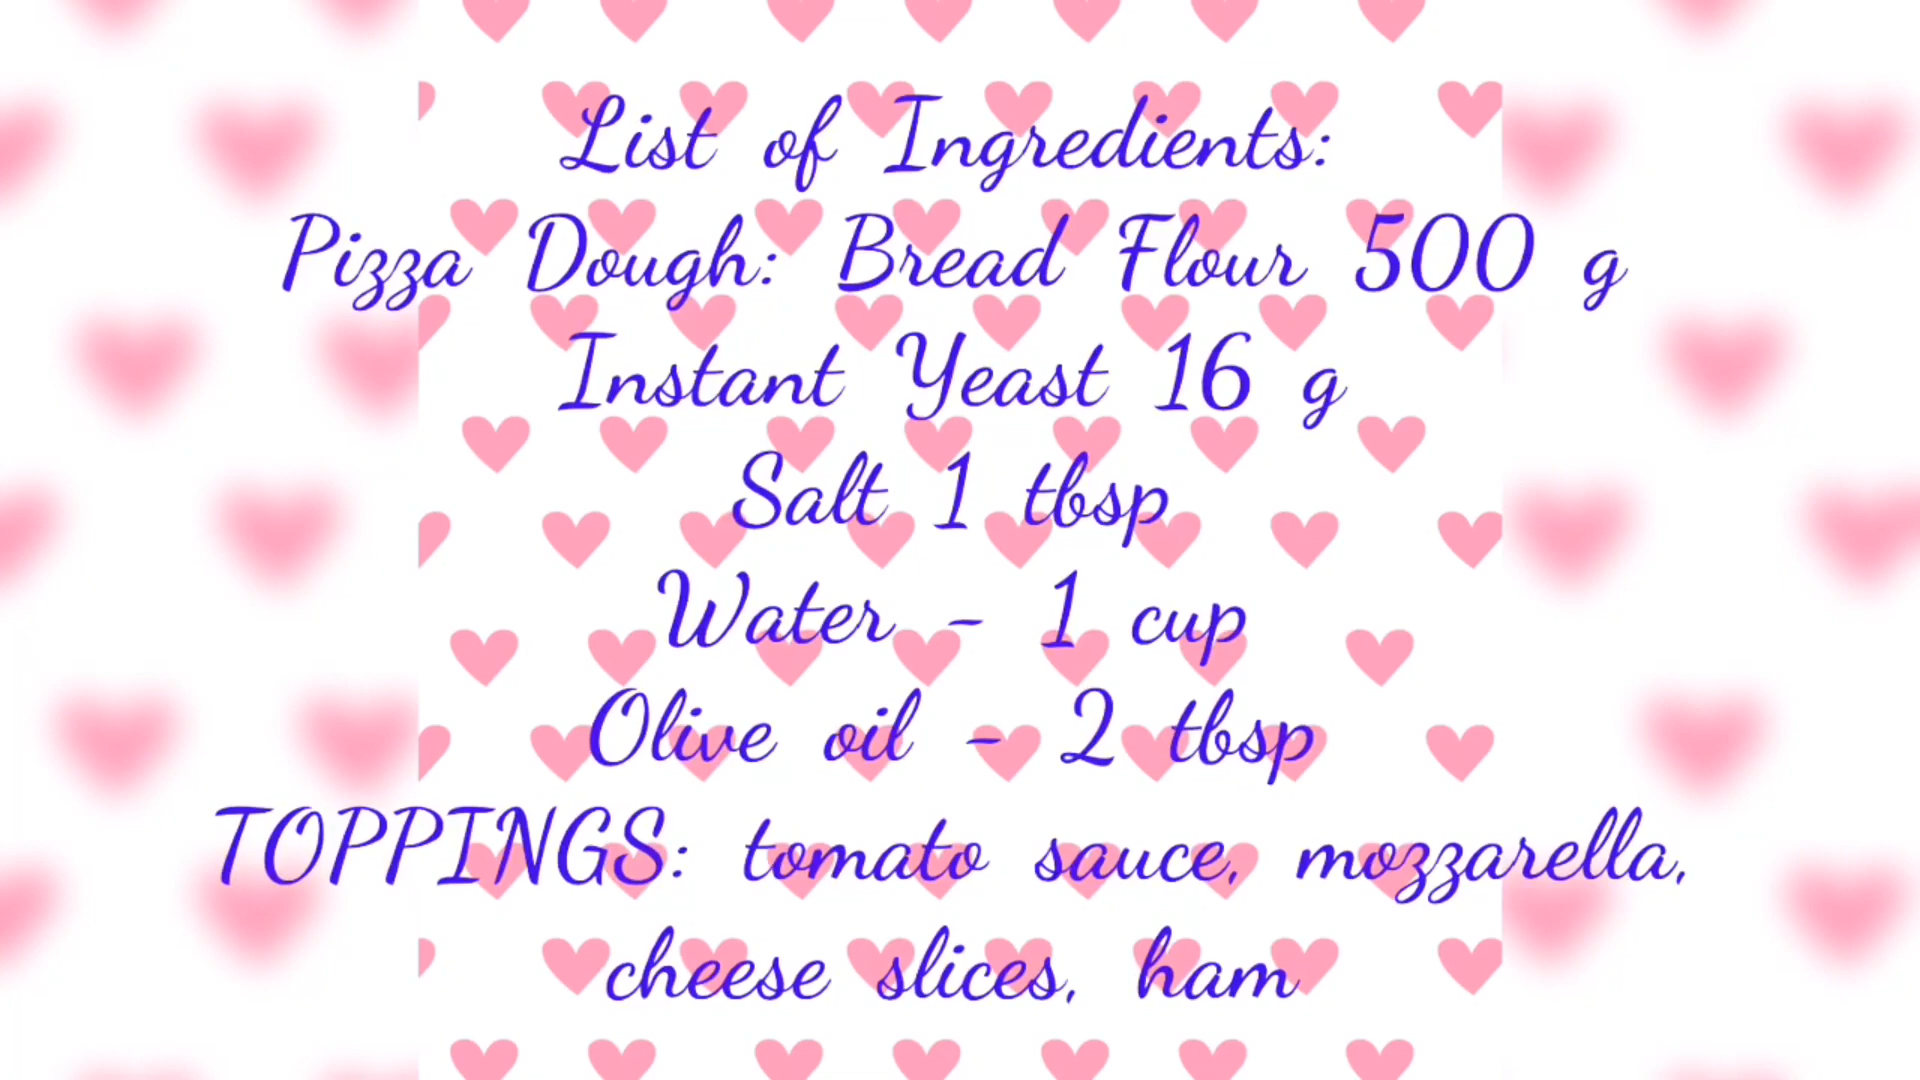 List of Ingredients:
Pizza Dough: Bread Flour 500 g
Instant Yeast 16 g
Salt 1 tbsp
Water - 1 cup
Olive oil - 2 tbsp
TOPPINGS: tomato sauce, mozzarella,
cheese slices, ham